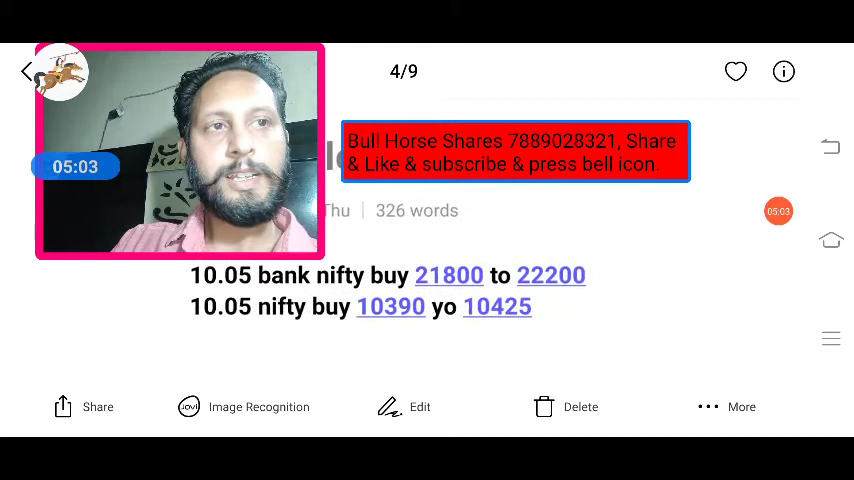 4/9
Bull Horse Shares 7889028321, Share
& Like & subscribe & press bell icon.
05:03
Thu | 326 words
05:03
10.05 bank nifty buy 21800 to 22200
10.05 nifty buy 10390 yo 10425
Share
JOVI
Image Recognition
Edit
Delete
More